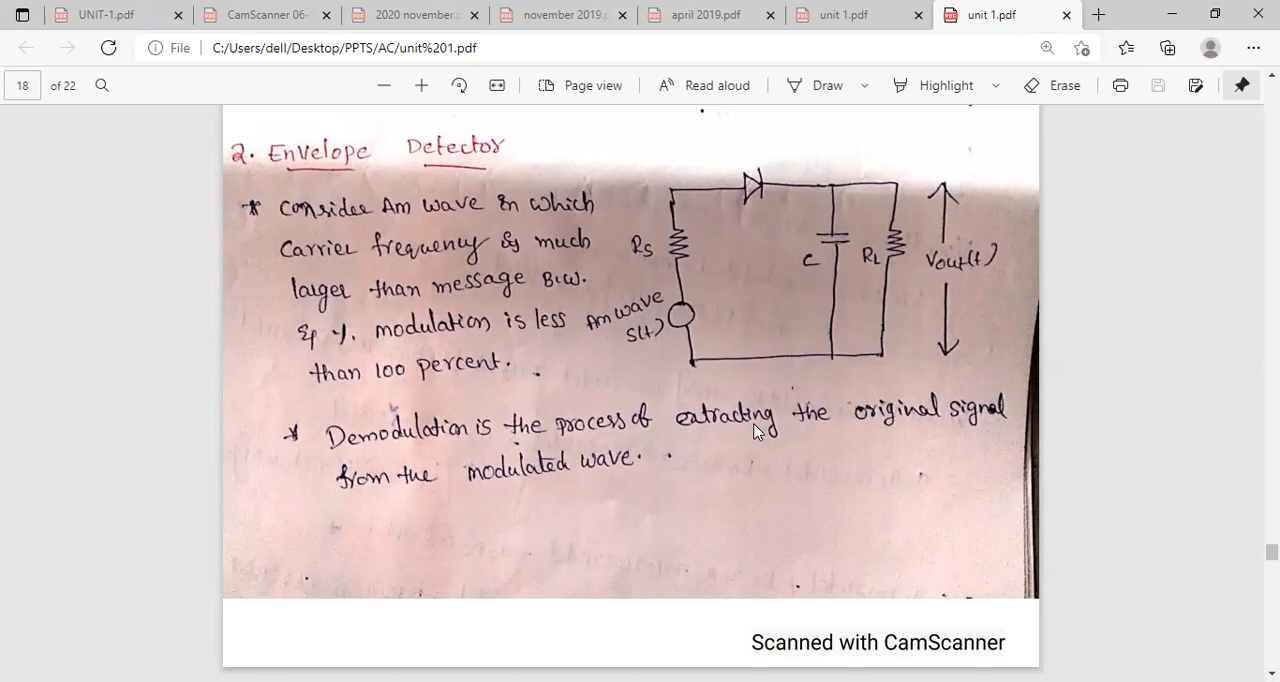 UNIT-1.pdf
CamScanner 06-
2020 november.
november 2019.p
april 2019.pdf
unit 1.pdf
unit 1.pdf
File
C:/Users/dell/Desktop/PPTS/AC/unit%201.pdf
18 of 22
Page view
Read aloud
Draw
Highlight
Erase
2. Envelope Detector
* Consider Am wave in which
carrier frequency is much
larger than message B.W.
& %. modulation is less
than 100 percent.
Rs
Am wave
S(t)
C
RL
Vout(t)
* Demodulation is the process of extracting the original signal
from the modulated wave.
Scanned with CamScanner